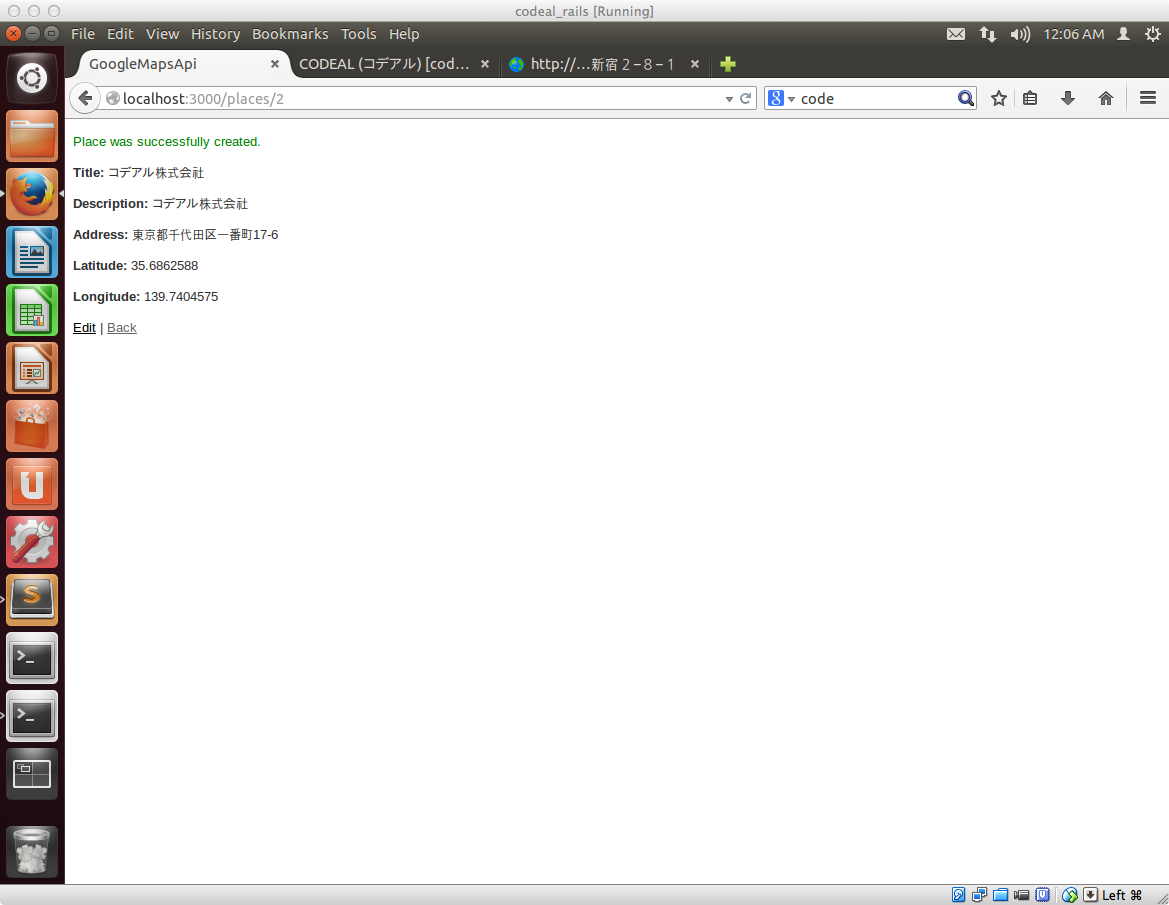 codeal_rails [Running]
File Edit View History Bookmarks Tools Help 12:06 AM
GoogleMapsApi CODEAL (コデアル) [cod... http://...新宿２−８−１
localhost:3000/places/2 8 code
Place was successfully created.
Title: コデアル株式会社
Description: コデアル株式会社
Address: 東京都千代田区一番町17-6
Latitude: 35.6862588
Longitude: 139.7404575
Edit | Back
Left ⌘